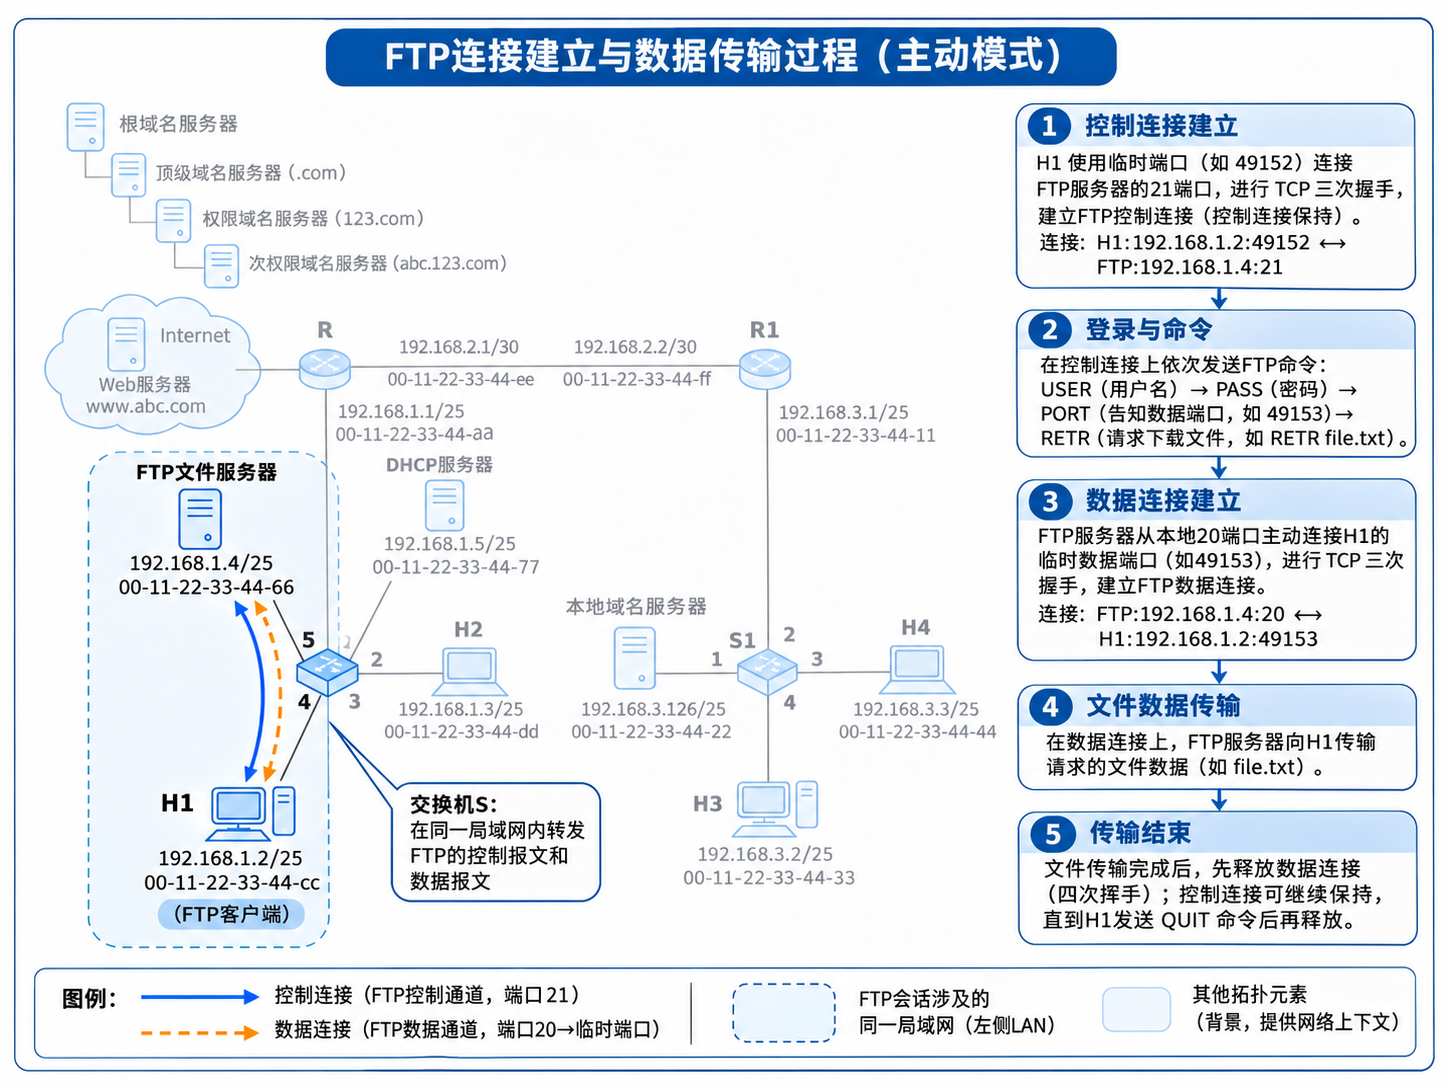 FTP连接建立与数据传输过程（主动模式）
根域名服务器
顶级域名服务器（.com）
权限域名服务器（123.com）
次权限域名服务器（abc.123.com）
Internet
Web服务器
www.abc.com
R
192.168.2.1/30
00-11-22-33-44-ee
192.168.2.2/30
00-11-22-33-44-ff
R1
192.168.1.1/25
00-11-22-33-44-aa
192.168.3.1/25
00-11-22-33-44-11
FTP文件服务器
192.168.1.4/25
00-11-22-33-44-66
DHCP服务器
192.168.1.5/25
00-11-22-33-44-77
5
2
4
3
H2
192.168.1.3/25
00-11-22-33-44-dd
本地域名服务器
192.168.3.126/25
00-11-22-33-44-22
S1
1
2
3
4
H4
192.168.3.3/25
00-11-22-33-44-44
H1
192.168.1.2/25
00-11-22-33-44-cc
（FTP客户端）
交换机S：
在同一局域网内转发
FTP的控制报文和
数据报文
H3
192.168.3.2/25
00-11-22-33-44-33
1 控制连接建立
H1 使用临时端口（如 49152）连接
FTP服务器的21端口，进行 TCP 三次握手，
建立FTP控制连接（控制连接保持）。
连接：H1:192.168.1.2:49152 ↔
FTP:192.168.1.4:21
2 登录与命令
在控制连接上依次发送FTP命令：
USER（用户名）→ PASS（密码）→
PORT（告知数据端口，如 49153）→
RETR（请求下载文件，如 RETR file.txt）。
3 数据连接建立
FTP服务器从本地20端口主动连接H1的
临时数据端口（如49153），进行 TCP 三次
握手，建立FTP数据连接。
连接：FTP:192.168.1.4:20 ↔
H1:192.168.1.2:49153
4 文件数据传输
在数据连接上，FTP服务器向H1传输
请求的文件数据（如 file.txt）。
5 传输结束
文件传输完成后，先释放数据连接
（四次挥手）；控制连接可继续保持，
直到H1发送 QUIT 命令后再释放。
图例：
控制连接（FTP控制通道，端口21）
数据连接（FTP数据通道，端口20→临时端口）
FTP会话涉及的
同一局域网（左侧LAN）
其他拓扑元素
（背景，提供网络上下文）